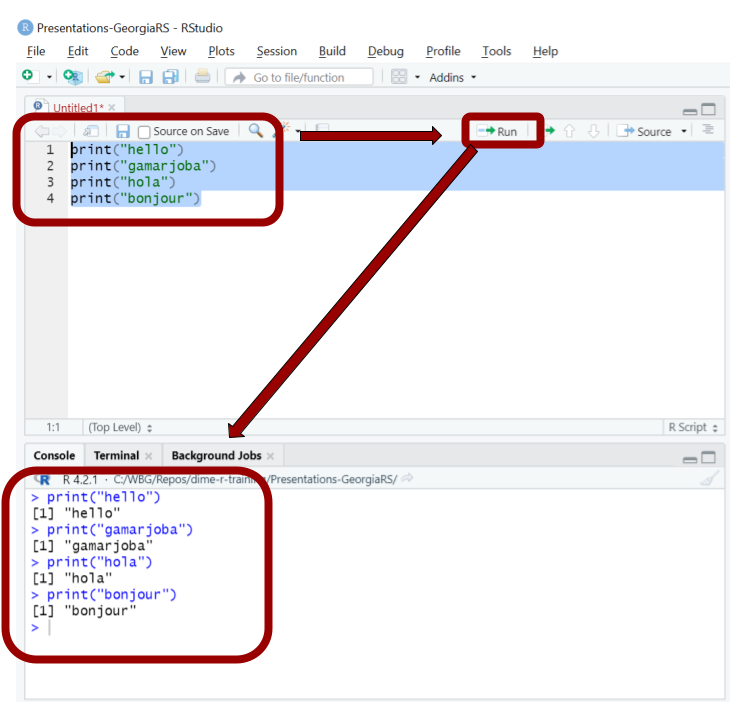 R Presentations-GeorgiaRS - RStudio
File Edit Code View Plots Session Build Debug Profile Tools Help
Go to file/function Addins
Untitled1*
Source on Save Run Source
1 print("hello")
2 print("gamarjoba")
3 print("hola")
4 print("bonjour")
1:1 (Top Level) R Script
Console Terminal Background Jobs
R R 4.2.1 · C:/WBG/Repos/dime-r-training/Presentations-GeorgiaRS/
> print("hello")
[1] "hello"
> print("gamarjoba")
[1] "gamarjoba"
> print("hola")
[1] "hola"
> print("bonjour")
[1] "bonjour"
>